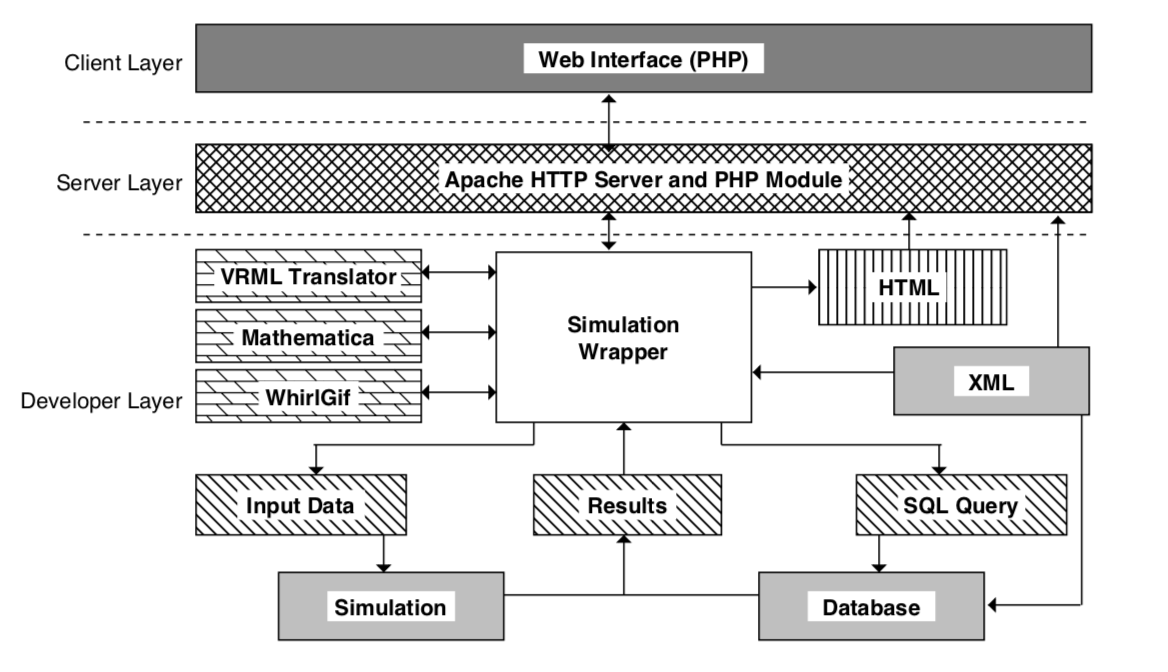 Client Layer
Web Interface (PHP)
Server Layer
Apache HTTP Server and PHP Module
VRML Translator
HTML
Simulation
Wrapper
Mathematica
XML
Developer Layer
WhirlGif
Input Data
Results
SQL Query
Simulation
Database